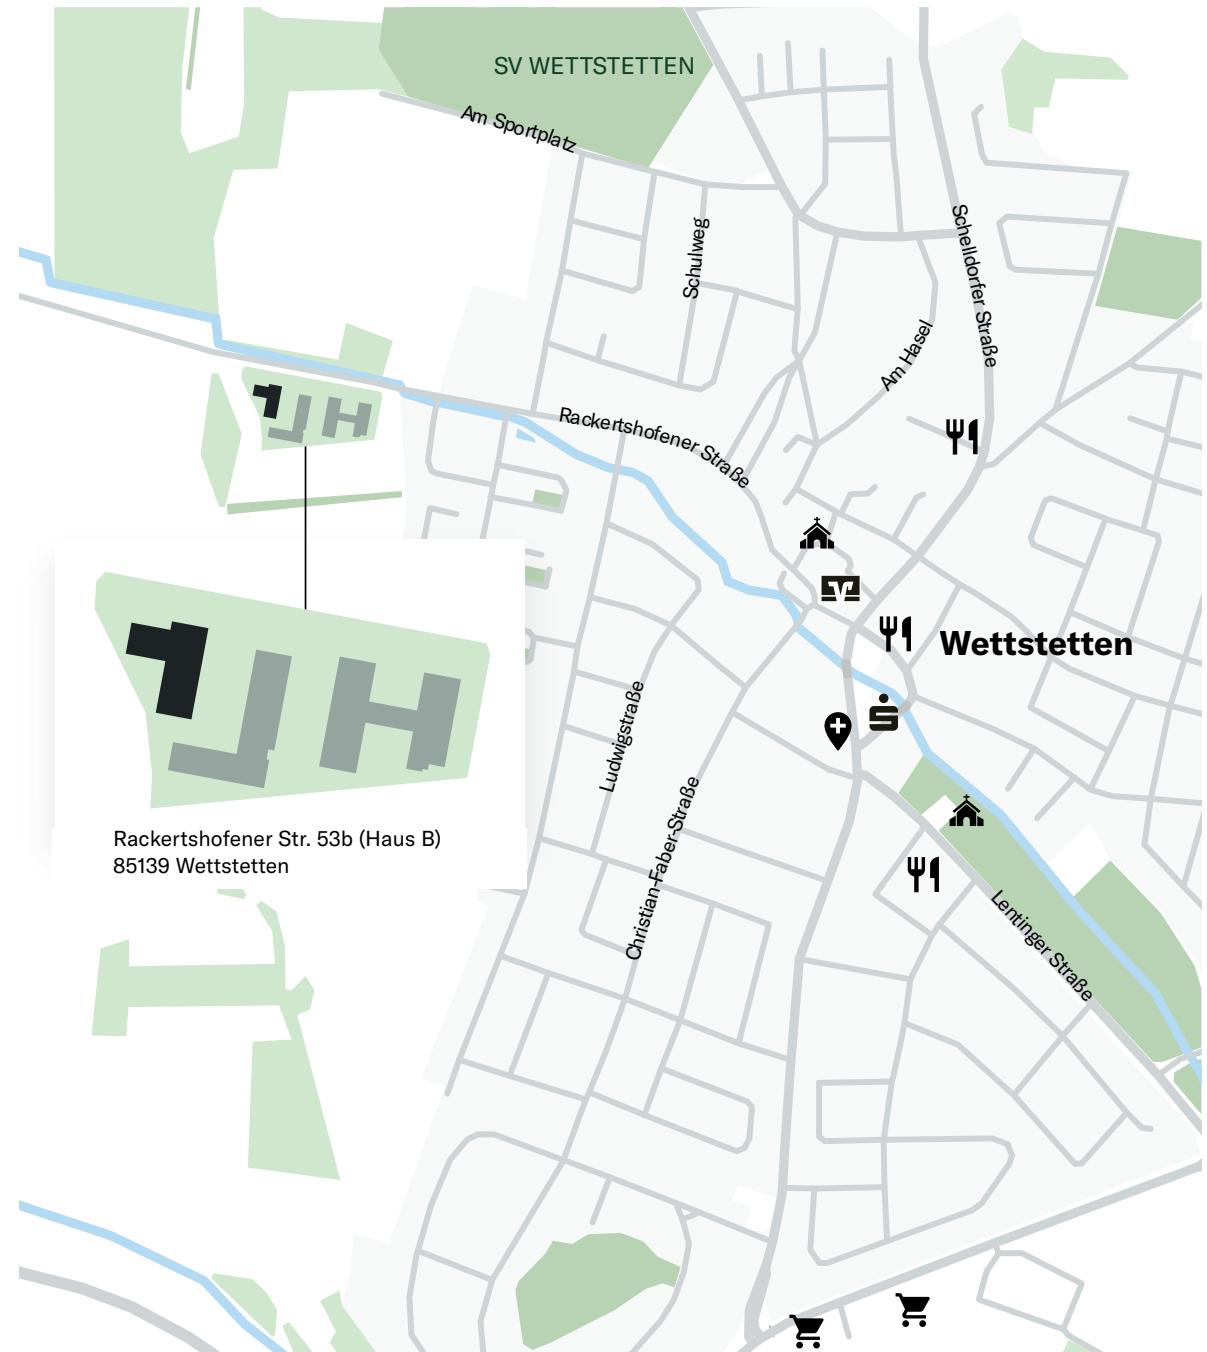 SV WETTSTETTEN
Am Sportplatz
Schulweg
Schelldorfer Straße
Am Hasel
Rackertshofener Straße
Wettstetten
Ludwigstraße
Christian-Faber-Straße
Rackertshofener Str. 53b (Haus B)
85139 Wettstetten
Lentinger Straße